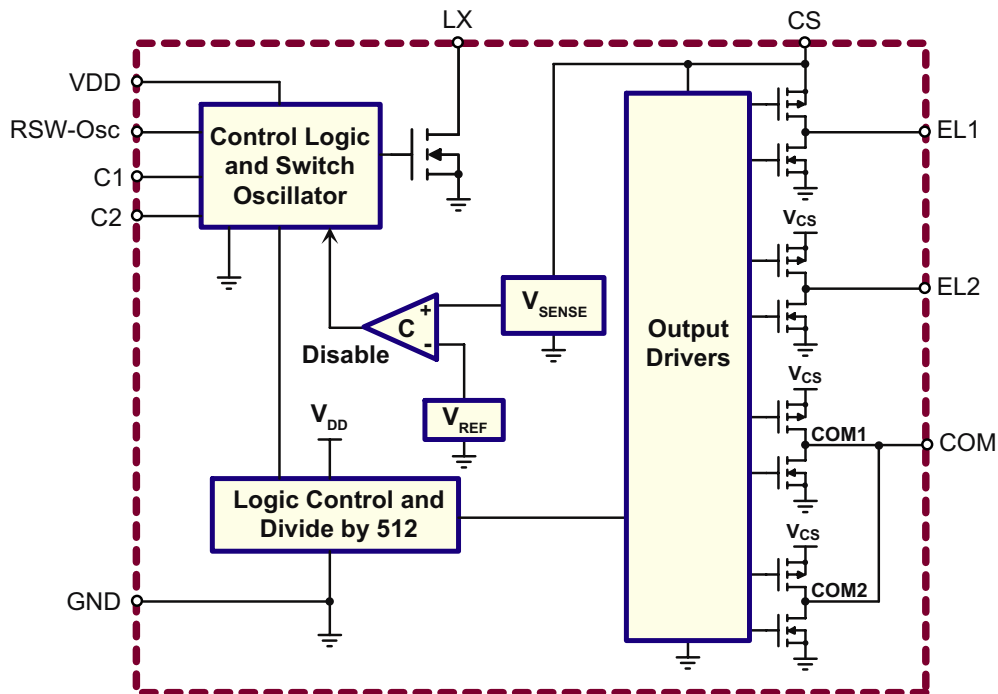 LX
CS
VDD
RSW-Osc
C1
C2
Control Logic
and Switch
Oscillator
EL1
VCS
EL2
VSENSE
+
C
-
Disable
Output
Drivers
VREF
VCS
COM1
COM
VDD
Logic Control and
Divide by 512
VCS
COM2
GND